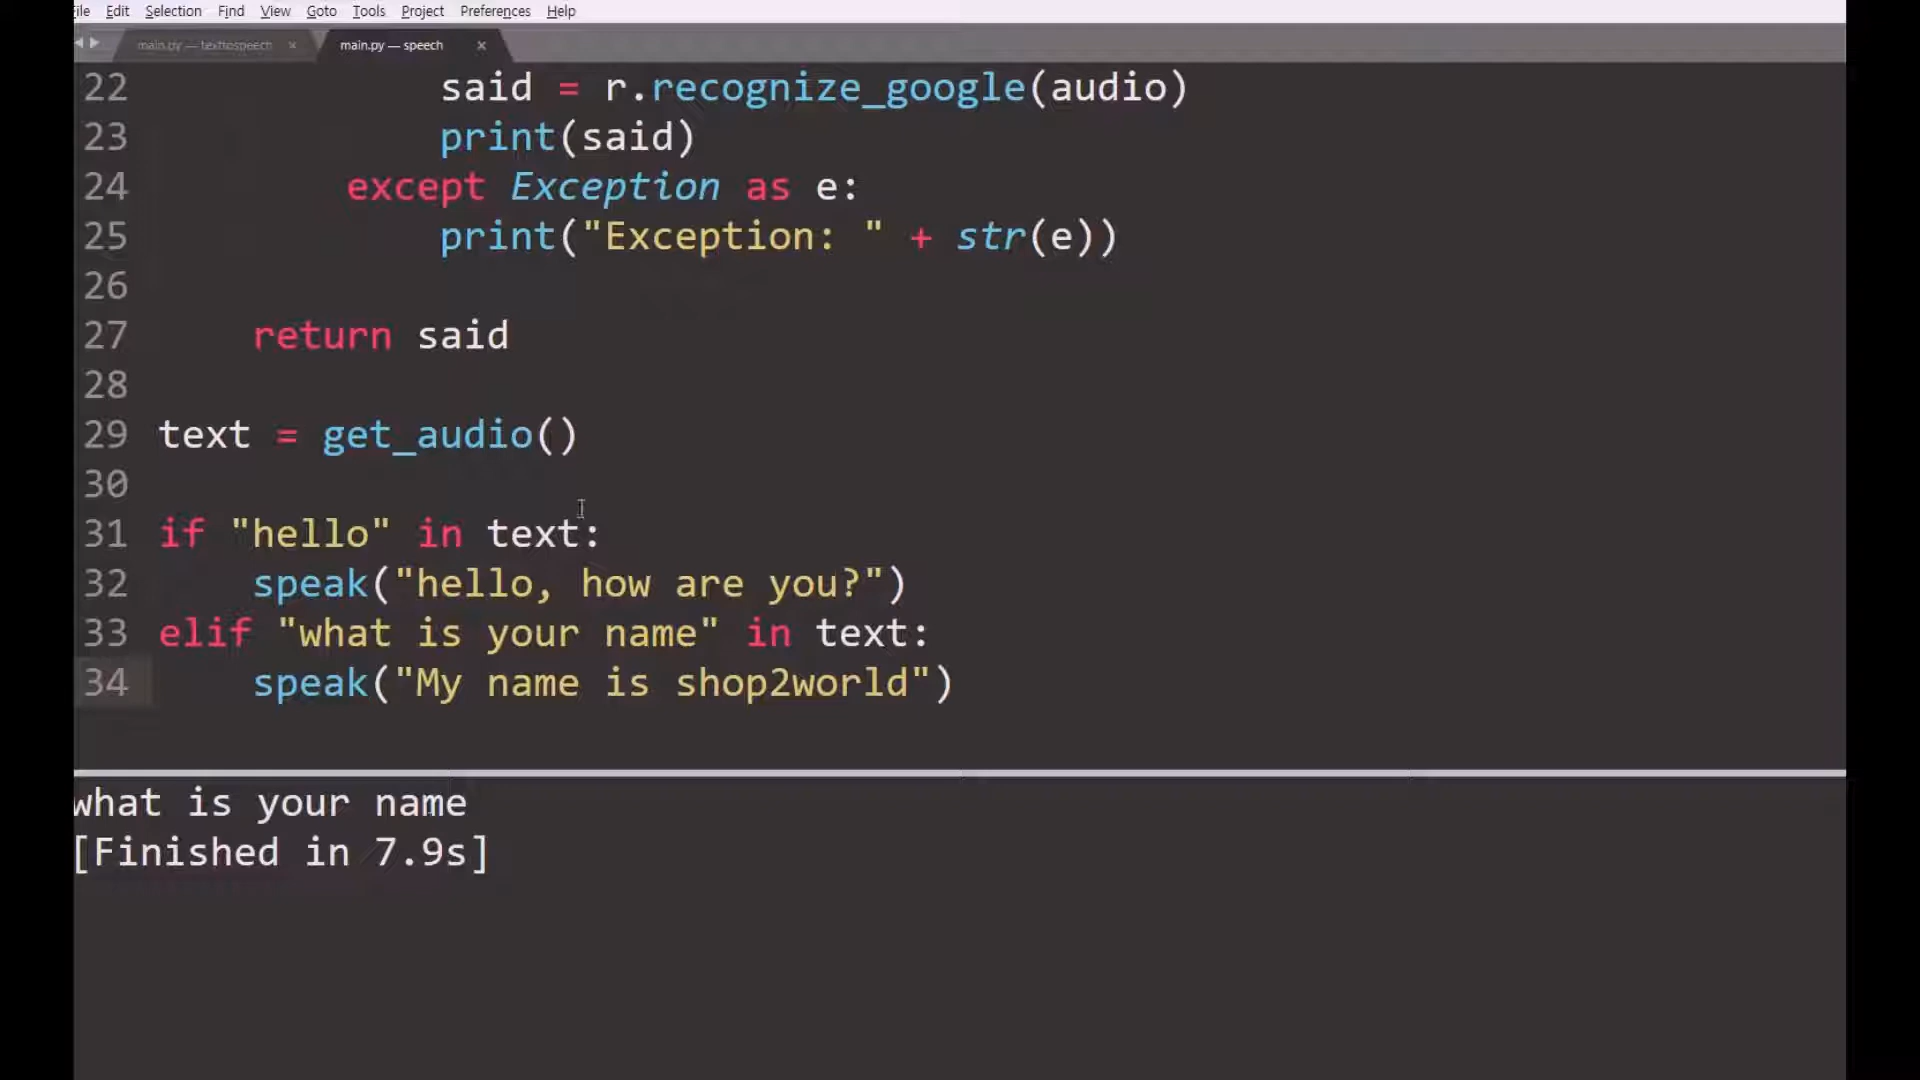 File Edit Selection Find View Goto Tools Project Preferences Help
main.py — texttospeech × main.py — speech ×
22 said = r.recognize_google(audio)
23 print(said)
24 except Exception as e:
25 print("Exception: " + str(e))
26
27 return said
28
29 text = get_audio()
30
31 if "hello" in text:
32 speak("hello, how are you?")
33 elif "what is your name" in text:
34 speak("My name is shop2world")
what is your name
[Finished in 7.9s]